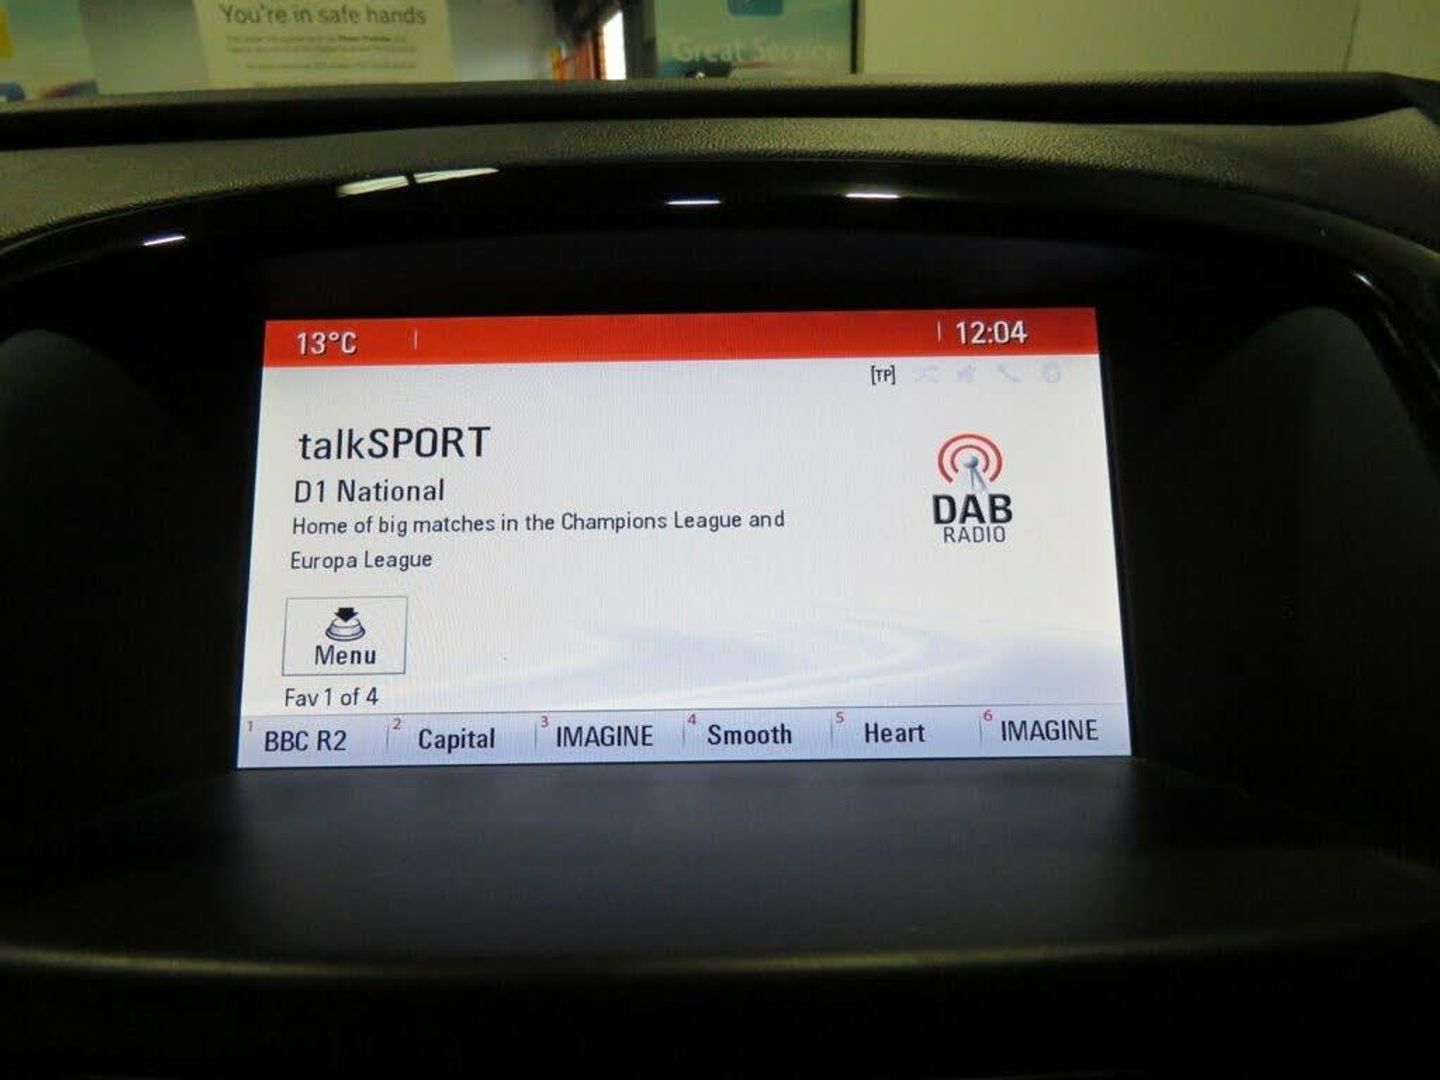 You're in safe hands
Great Service
13°C
12:04
[TP]
talkSPORT
D1 National
Home of big matches in the Champions League and
Europa League
DAB
RADIO
Menu
Fav 1 of 4
1 BBC R2 2 Capital 3 IMAGINE 4 Smooth 5 Heart 6 IMAGINE